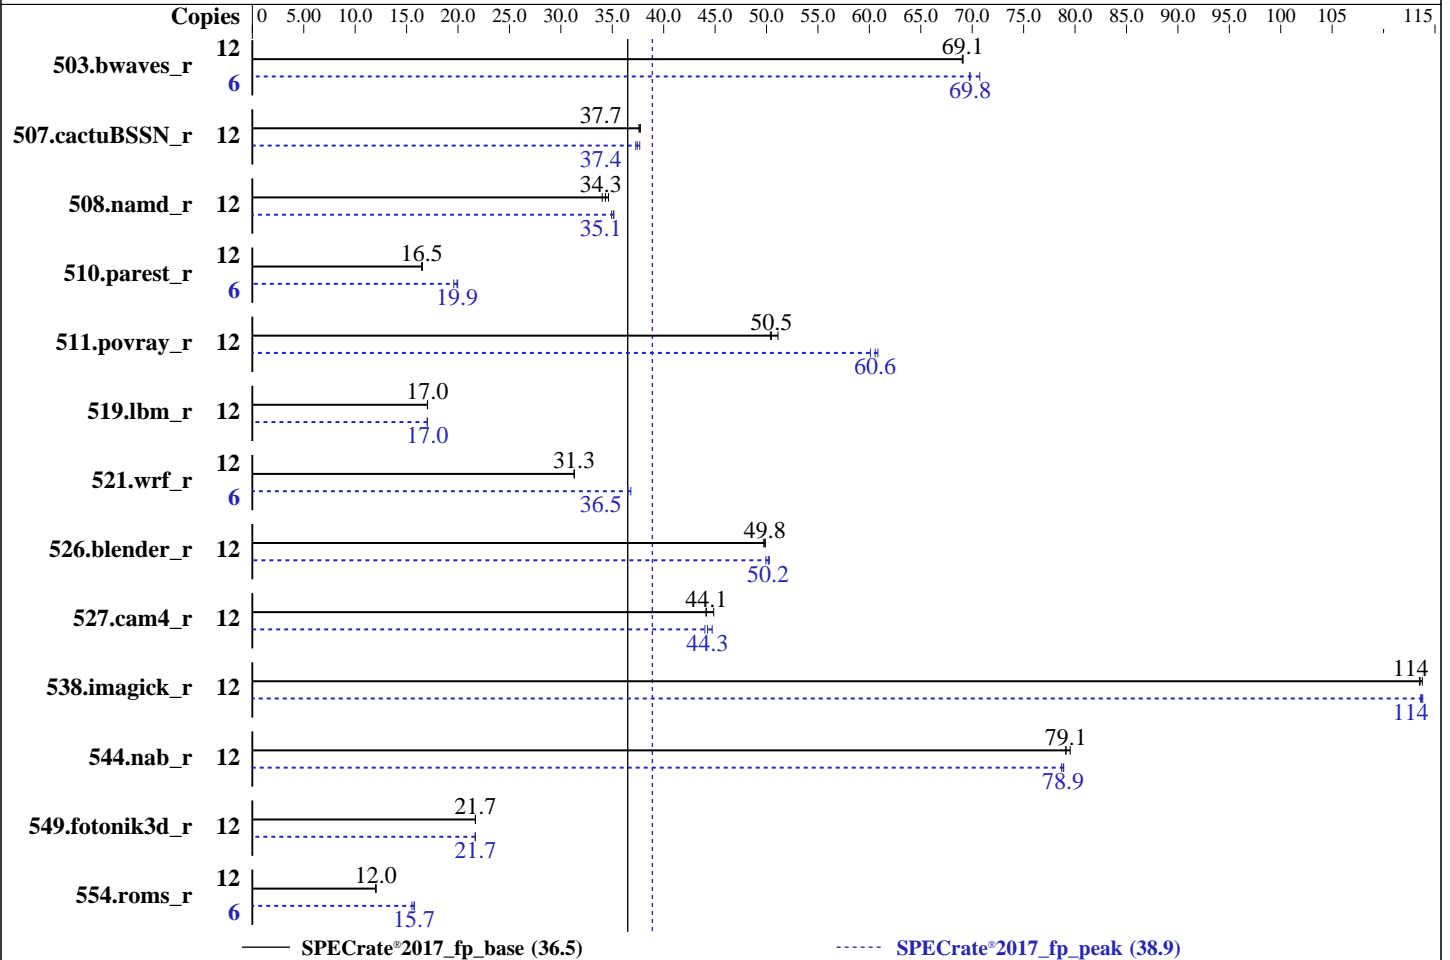 Copies 0 5.00 10.0 15.0 20.0 25.0 30.0 35.0 40.0 45.0 50.0 55.0 60.0 65.0 70.0 75.0 80.0 85.0 90.0 95.0 100 105 115
503.bwaves_r 12 69.1
6 69.8
507.cactuBSSN_r 12 37.7
37.4
508.namd_r 12 34.3
35.1
510.parest_r 12 16.5
6 19.9
511.povray_r 12 50.5
60.6
519.lbm_r 12 17.0
17.0
521.wrf_r 12 31.3
6 36.5
526.blender_r 12 49.8
50.2
527.cam4_r 12 44.1
44.3
538.imagick_r 12 114
114
544.nab_r 12 79.1
78.9
549.fotonik3d_r 12 21.7
21.7
554.roms_r 12 12.0
6 15.7
SPECrate®2017_fp_base (36.5) SPECrate®2017_fp_peak (38.9)